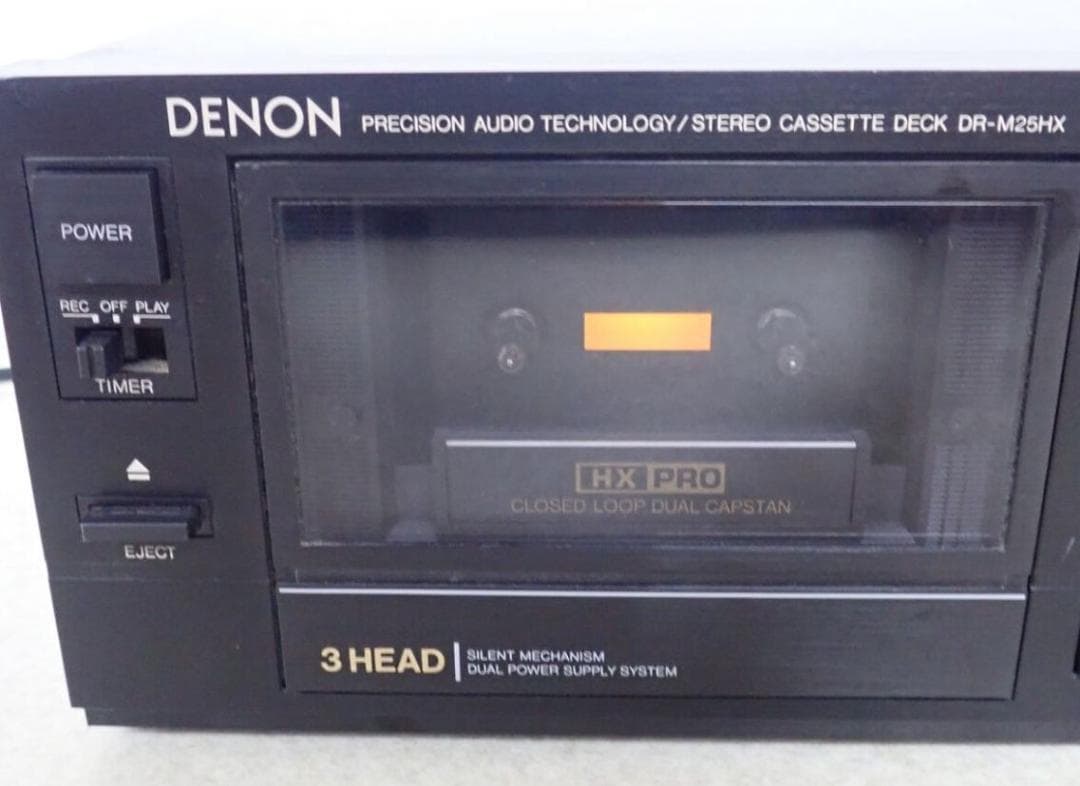 DENON PRECISION AUDIO TECHNOLOGY/STEREO CASSETTE DECK DR-M25HX
POWER
REC OFF PLAY
TIMER
HX PRO
CLOSED LOOP DUAL CAPSTAN
EJECT
3 HEAD
SILENT MECHANISM
DUAL POWER SUPPLY SYSTEM